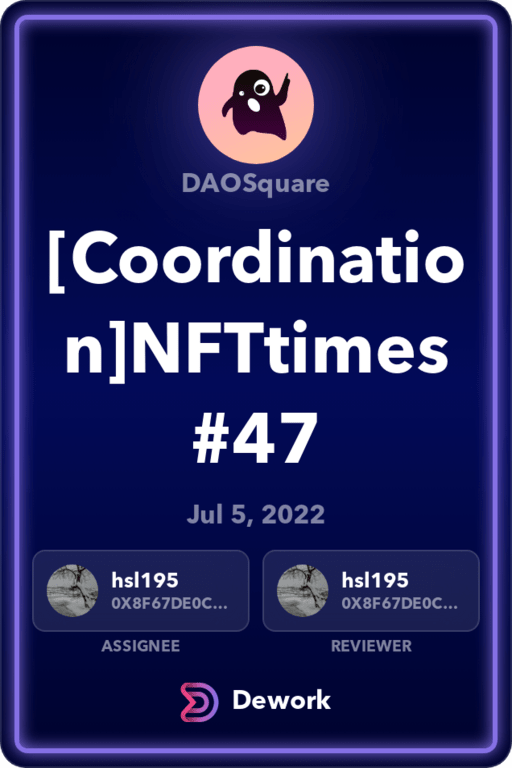 DAOSquare
[Coordinatio
n]NFTtimes
#47
Jul 5, 2022
hsl195
0X8F67DE0C...
ASSIGNEE
hsl195
0X8F67DE0C...
REVIEWER
Dework